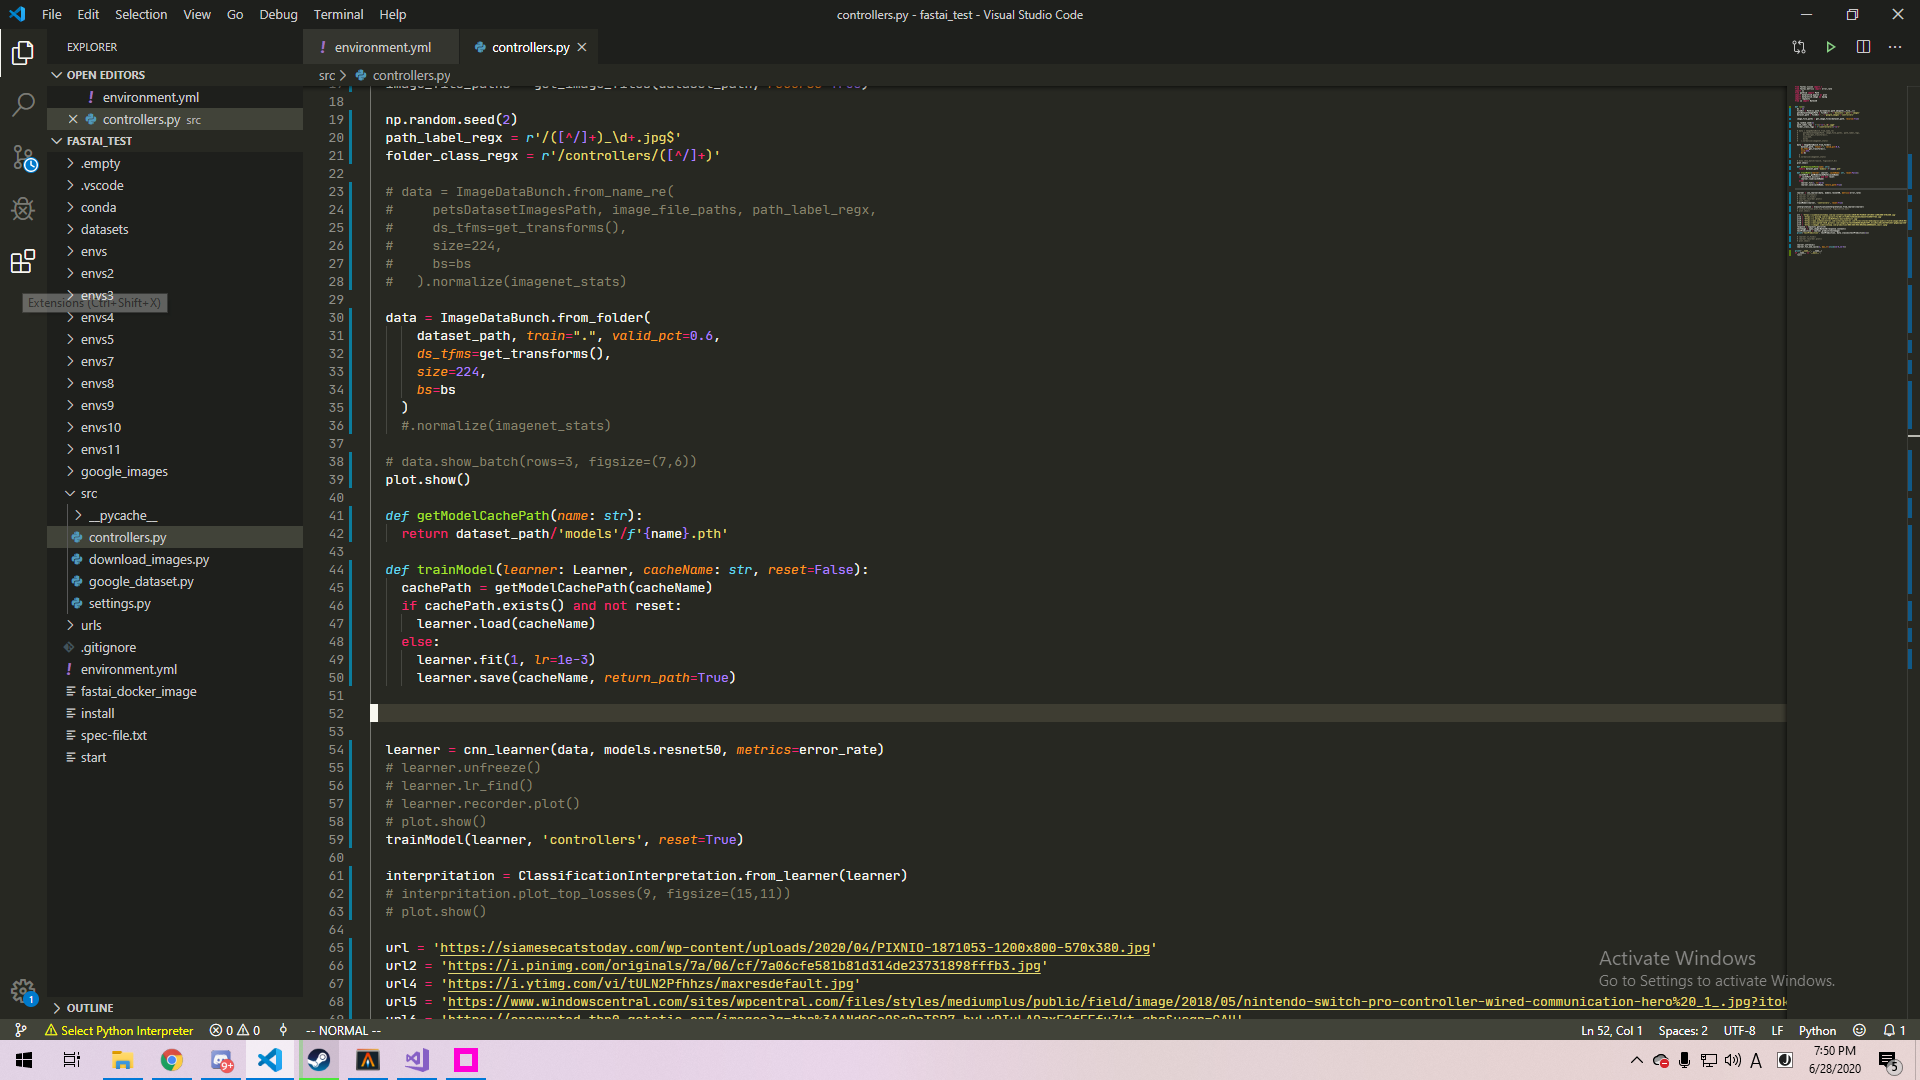 File Edit Selection View Go Debug Terminal Help
controllers.py - fastai_test - Visual Studio Code
EXPLORER
OPEN EDITORS
! environment.yml
controllers.py src
FASTAI_TEST
.empty
.vscode
conda
datasets
envs
envs2
envs3
Extensions (Ctrl+Shift+X)
envs4
envs5
envs7
envs8
envs9
envs10
envs11
google_images
src
__pycache__
controllers.py
download_images.py
google_dataset.py
settings.py
urls
.gitignore
! environment.yml
fastai_docker_image
install
spec-file.txt
start
OUTLINE
! environment.yml
controllers.py
src > controllers.py
18
19 np.random.seed(2)
20 path_label_regx = r'/([^/]+)_\d+.jpg$'
21 folder_class_regx = r'/controllers/([^/]+)'
22
23 # data = ImageDataBunch.from_name_re(
24 #     petsDatasetImagesPath, image_file_paths, path_label_regx,
25 #     ds_tfms=get_transforms(),
26 #     size=224,
27 #     bs=bs
28 #   ).normalize(imagenet_stats)
29
30 data = ImageDataBunch.from_folder(
31     dataset_path, train=".", valid_pct=0.6,
32     ds_tfms=get_transforms(),
33     size=224,
34     bs=bs
35   )
36   #.normalize(imagenet_stats)
37
38 # data.show_batch(rows=3, figsize=(7,6))
39 plot.show()
40
41 def getModelCachePath(name: str):
42   return dataset_path/'models'/f'{name}.pth'
43
44 def trainModel(learner: Learner, cacheName: str, reset=False):
45   cachePath = getModelCachePath(cacheName)
46   if cachePath.exists() and not reset:
47     learner.load(cacheName)
48   else:
49     learner.fit(1, lr=1e-3)
50     learner.save(cacheName, return_path=True)
51
52
53
54 learner = cnn_learner(data, models.resnet50, metrics=error_rate)
55 # learner.unfreeze()
56 # learner.lr_find()
57 # learner.recorder.plot()
58 # plot.show()
59 trainModel(learner, 'controllers', reset=True)
60
61 interpritation = ClassificationInterpretation.from_learner(learner)
62 # interpritation.plot_top_losses(9, figsize=(15,11))
63 # plot.show()
64
65 url = 'https://siamesecatstoday.com/wp-content/uploads/2020/04/PIXNIO-1871053-1200x800-570x380.jpg'
66 url2 = 'https://i.pinimg.com/originals/7a/06/cf/7a06cfe581b81d314de23731898fffb3.jpg'
67 url4 = 'https://i.ytimg.com/vi/tULN2Pfhhzs/maxresdefault.jpg'
68 url5 = 'https://www.windowscentral.com/sites/wpcentral.com/files/styles/mediumplus/public/field/image/2018/05/nintendo-switch-pro-controller-wired-communication-hero%20_1_.jpg?itok
Activate Windows
Go to Settings to activate Windows.
1
Select Python Interpreter 0 0 -- NORMAL --
Ln 52, Col 1 Spaces: 2 UTF-8 LF Python 1
9+
A
7:50 PM
6/28/2020
5